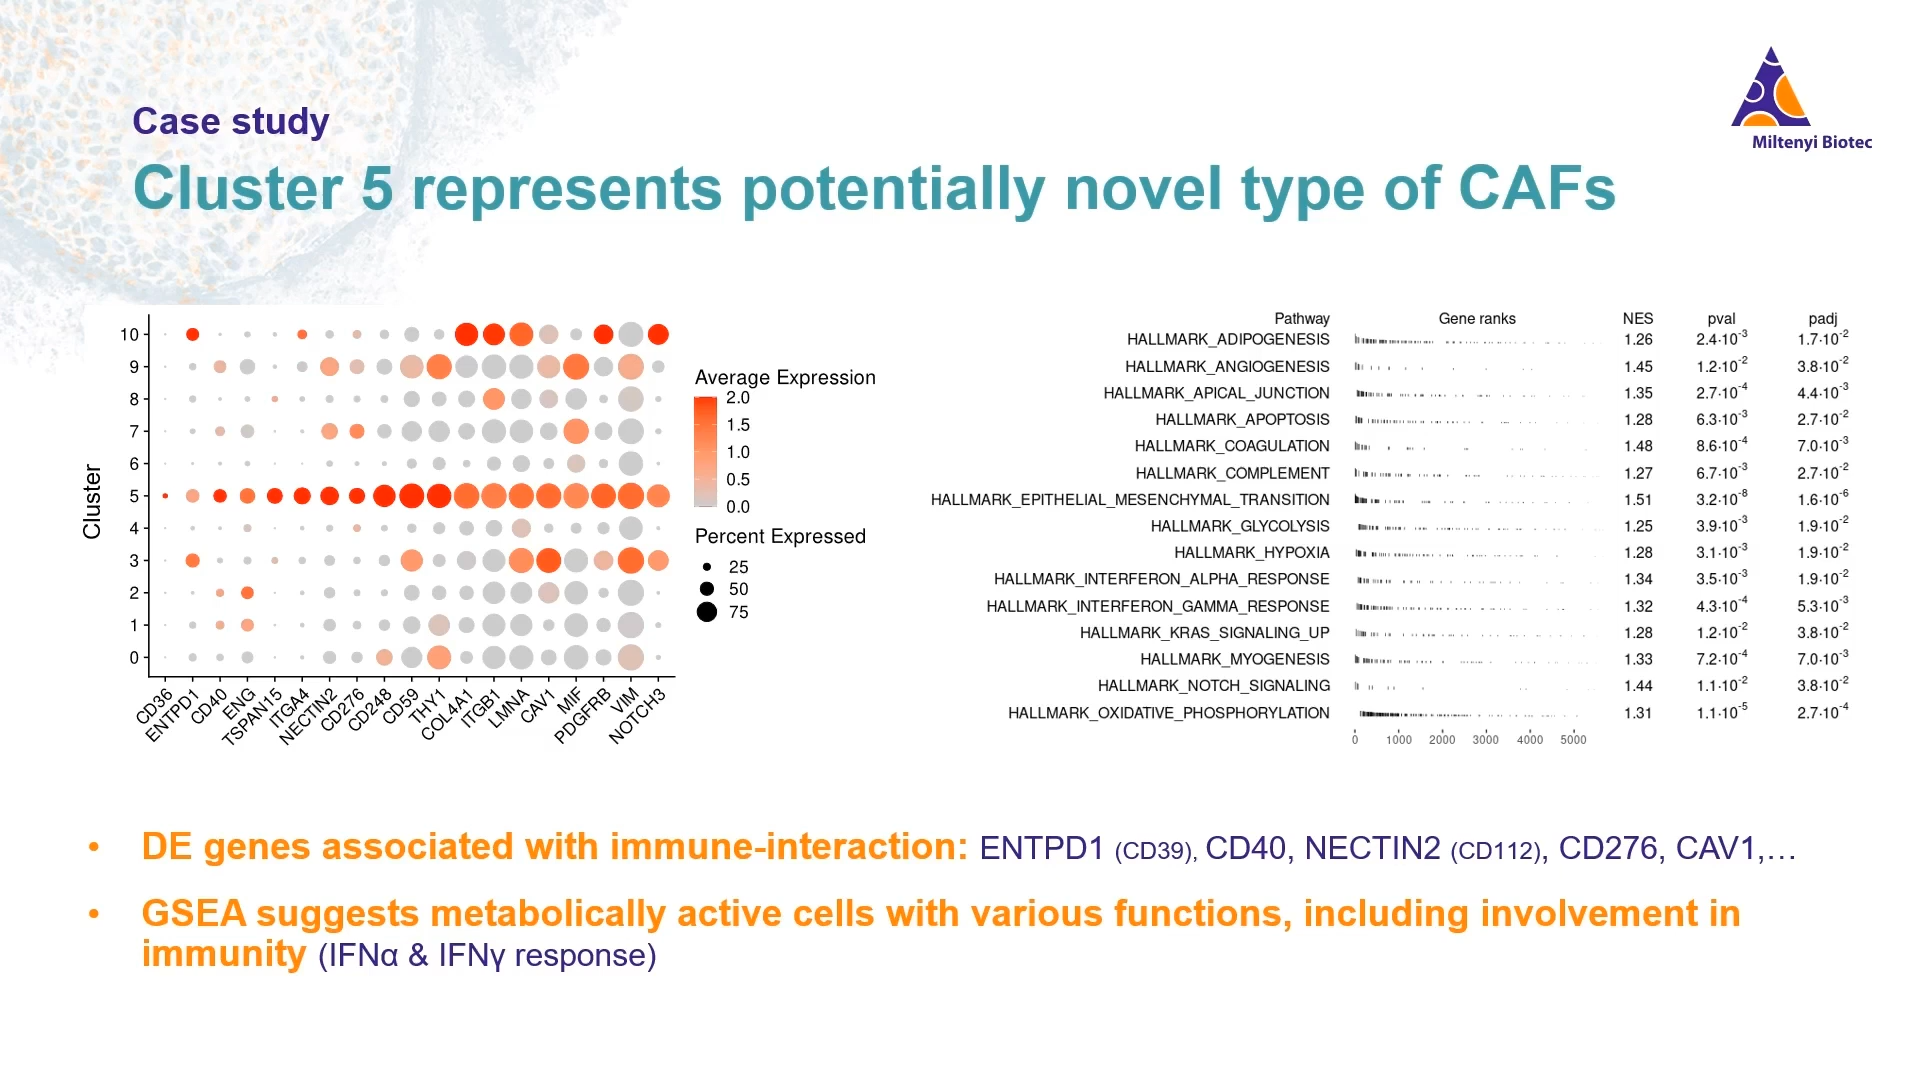 Case study
Cluster 5 represents potentially novel type of CAFs
Miltenyi Biotec
Cluster
10
9
8
7
6
5
4
3
2
1
0
CD36
ENTPD1
CD40
ENG
TSPAN15
ITGA4
NECTIN2
CD276
CD248
CD59
THY1
COL4A1
ITGB1
LMNA
CAV1
MIF
PDGFRB
VIM
NOTCH3
Average Expression
2.0
1.5
1.0
0.5
0.0
Percent Expressed
25
50
75
Pathway Gene ranks NES pval padj
HALLMARK_ADIPOGENESIS 1.26 2.4·10⁻³ 1.7·10⁻²
HALLMARK_ANGIOGENESIS 1.45 1.2·10⁻² 3.8·10⁻²
HALLMARK_APICAL_JUNCTION 1.35 2.7·10⁻⁴ 4.4·10⁻³
HALLMARK_APOPTOSIS 1.28 6.3·10⁻³ 2.7·10⁻²
HALLMARK_COAGULATION 1.48 8.6·10⁻⁴ 7.0·10⁻³
HALLMARK_COMPLEMENT 1.27 6.7·10⁻³ 2.7·10⁻²
HALLMARK_EPITHELIAL_MESENCHYMAL_TRANSITION 1.51 3.2·10⁻⁸ 1.6·10⁻⁶
HALLMARK_GLYCOLYSIS 1.25 3.9·10⁻³ 1.9·10⁻²
HALLMARK_HYPOXIA 1.28 3.1·10⁻³ 1.9·10⁻²
HALLMARK_INTERFERON_ALPHA_RESPONSE 1.34 3.5·10⁻³ 1.9·10⁻²
HALLMARK_INTERFERON_GAMMA_RESPONSE 1.32 4.3·10⁻⁴ 5.3·10⁻³
HALLMARK_KRAS_SIGNALING_UP 1.28 1.2·10⁻² 3.8·10⁻²
HALLMARK_MYOGENESIS 1.33 7.2·10⁻⁴ 7.0·10⁻³
HALLMARK_NOTCH_SIGNALING 1.44 1.1·10⁻² 3.8·10⁻²
HALLMARK_OXIDATIVE_PHOSPHORYLATION 1.31 1.1·10⁻⁵ 2.7·10⁻⁴
0 1000 2000 3000 4000 5000
• DE genes associated with immune-interaction: ENTPD1 (CD39), CD40, NECTIN2 (CD112), CD276, CAV1,…
• GSEA suggests metabolically active cells with various functions, including involvement in
immunity (IFNα & IFNγ response)